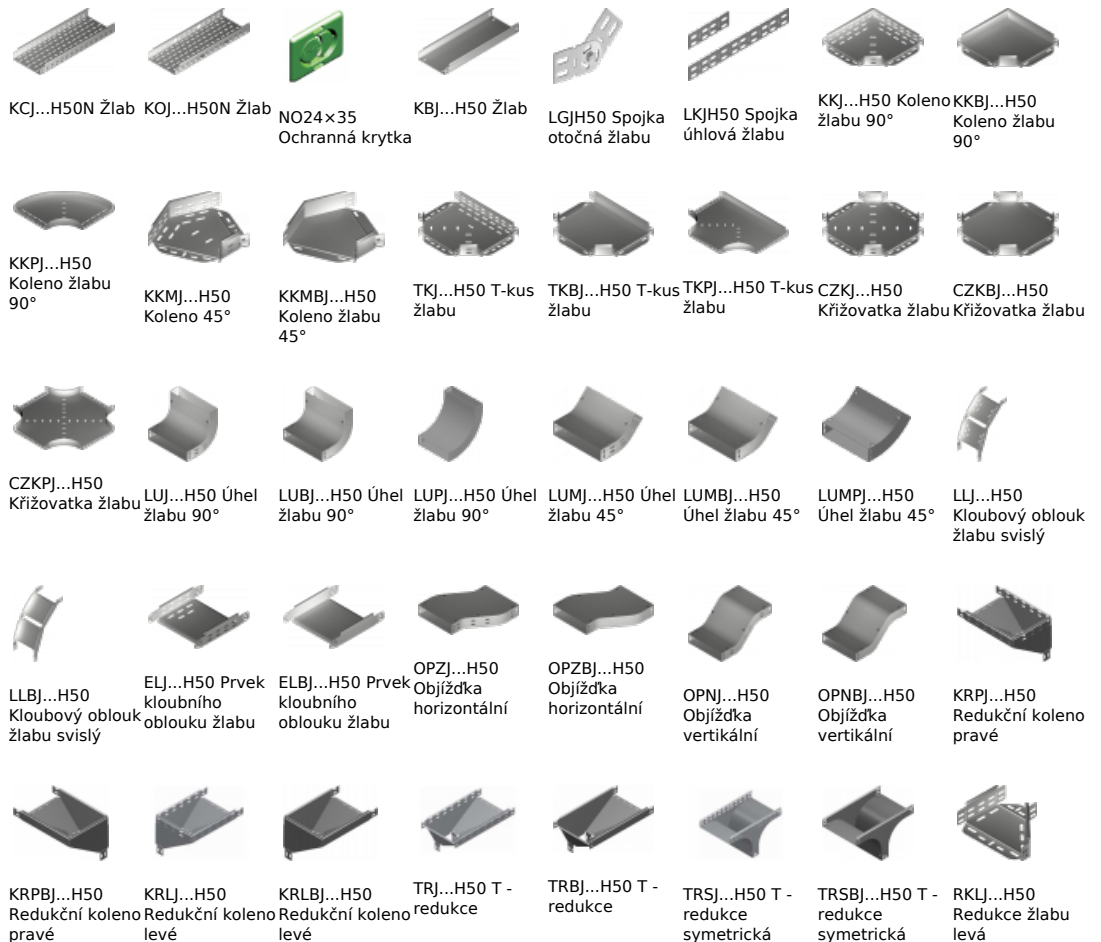 KCJ...H50N Žlab
KOJ...H50N Žlab
NO24×35
Ochranná krytka
KBJ...H50 Žlab
LGJH50 Spojka
otočná žlabu
LKJH50 Spojka
úhlová žlabu
KKJ...H50 Koleno
žlabu 90°
KKBJ...H50
Koleno žlabu
90°
KKPJ...H50
Koleno žlabu
90°
KKMJ...H50
Koleno 45°
KKMBJ...H50
Koleno žlabu
45°
TKJ...H50 T-kus
žlabu
TKBJ...H50 T-kus
žlabu
TKPJ...H50 T-kus
žlabu
CZKJ...H50
Křižovatka žlabu
CZKBJ...H50
Křižovatka žlabu
CZKPJ...H50
Křižovatka žlabu
LUJ...H50 Úhel
žlabu 90°
LUBJ...H50 Úhel
žlabu 90°
LUPJ...H50 Úhel
žlabu 90°
LUMJ...H50 Úhel
žlabu 45°
LUMBJ...H50
Úhel žlabu 45°
LUMPJ...H50
Úhel žlabu 45°
LLJ...H50
Kloubový oblouk
žlabu svislý
LLBJ...H50
Kloubový oblouk
žlabu svislý
ELJ...H50 Prvek
kloubního
oblouku žlabu
ELBJ...H50 Prvek
kloubního
oblouku žlabu
OPZJ...H50
Objížďka
horizontální
OPZBJ...H50
Objížďka
horizontální
OPNJ...H50
Objížďka
vertikální
OPNBJ...H50
Objížďka
vertikální
KRPJ...H50
Redukční koleno
pravé
KRPBJ...H50
Redukční koleno
pravé
KRLJ...H50
Redukční koleno
levé
KRLBJ...H50
Redukční koleno
levé
TRJ...H50 T -
redukce
TRBJ...H50 T -
redukce
TRSJ...H50 T -
redukce
symetrická
TRSBJ...H50 T -
redukce
symetrická
RKLJ...H50
Redukce žlabu
levá